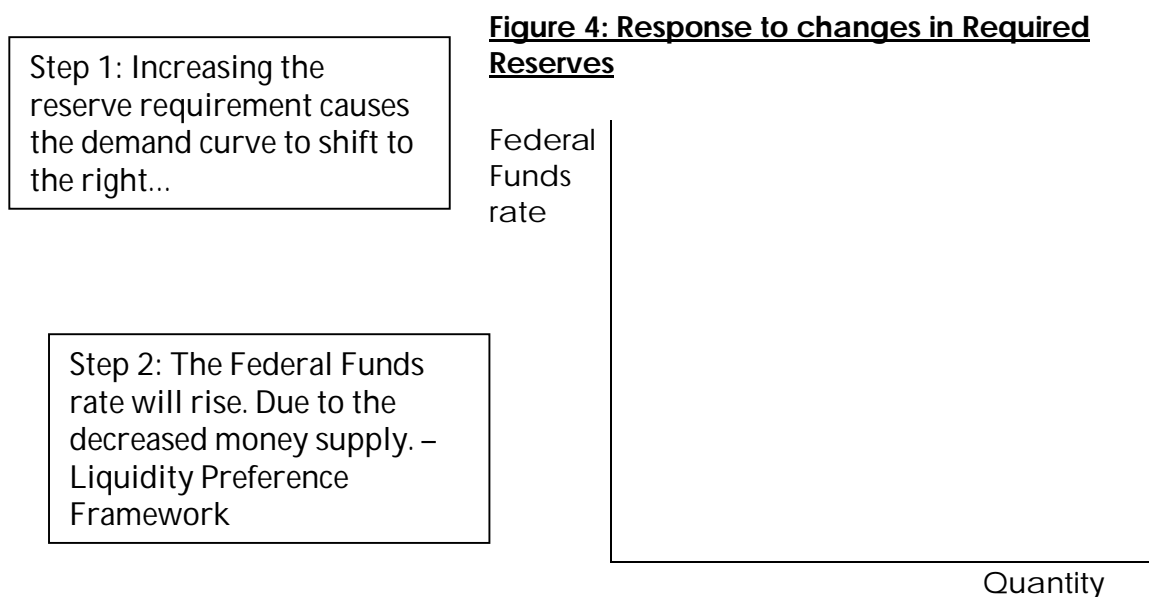 Figure 4: Response to changes in Required
Reserves
Step 1: Increasing the
reserve requirement causes
the demand curve to shift to
the right...
Federal
Funds
rate
Step 2: The Federal Funds
rate will rise. Due to the
decreased money supply. –
Liquidity Preference
Framework
Quantity